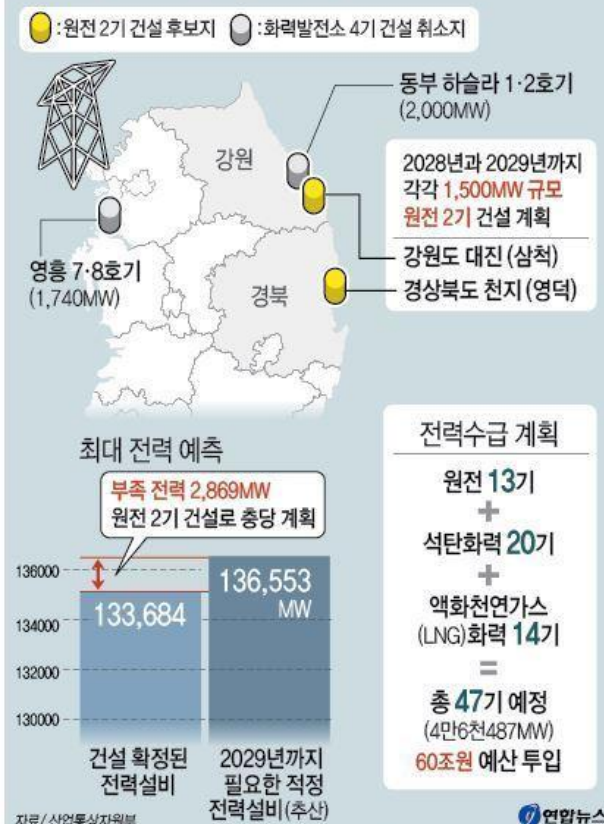 :원전 2기 건설 후보지 :화력발전소 4기 건설 취소지
동부 하슬라 1·2호기
(2,000MW)
강원
2028년과 2029년까지
각각 1,500MW 규모
원전 2기 건설 계획
강원도 대진 (삼척)
경상북도 천지 (영덕)
영흥 7·8호기
(1,740MW)
경북
최대 전력 예측
부족 전력 2,869MW
원전 2기 건설로 충당 계획
136000
134000
132000
130000
133,684
136,553
MW
건설 확정된
전력설비
2029년까지
필요한 적정
전력설비 (추산)
전력수급 계획
원전 13기
+
석탄화력 20기
+
액화천연가스
(LNG)화력 14기
=
총 47기 예정
(4만6천487MW)
60조원 예산 투입
자료/ 산업통상자원부
연합뉴스